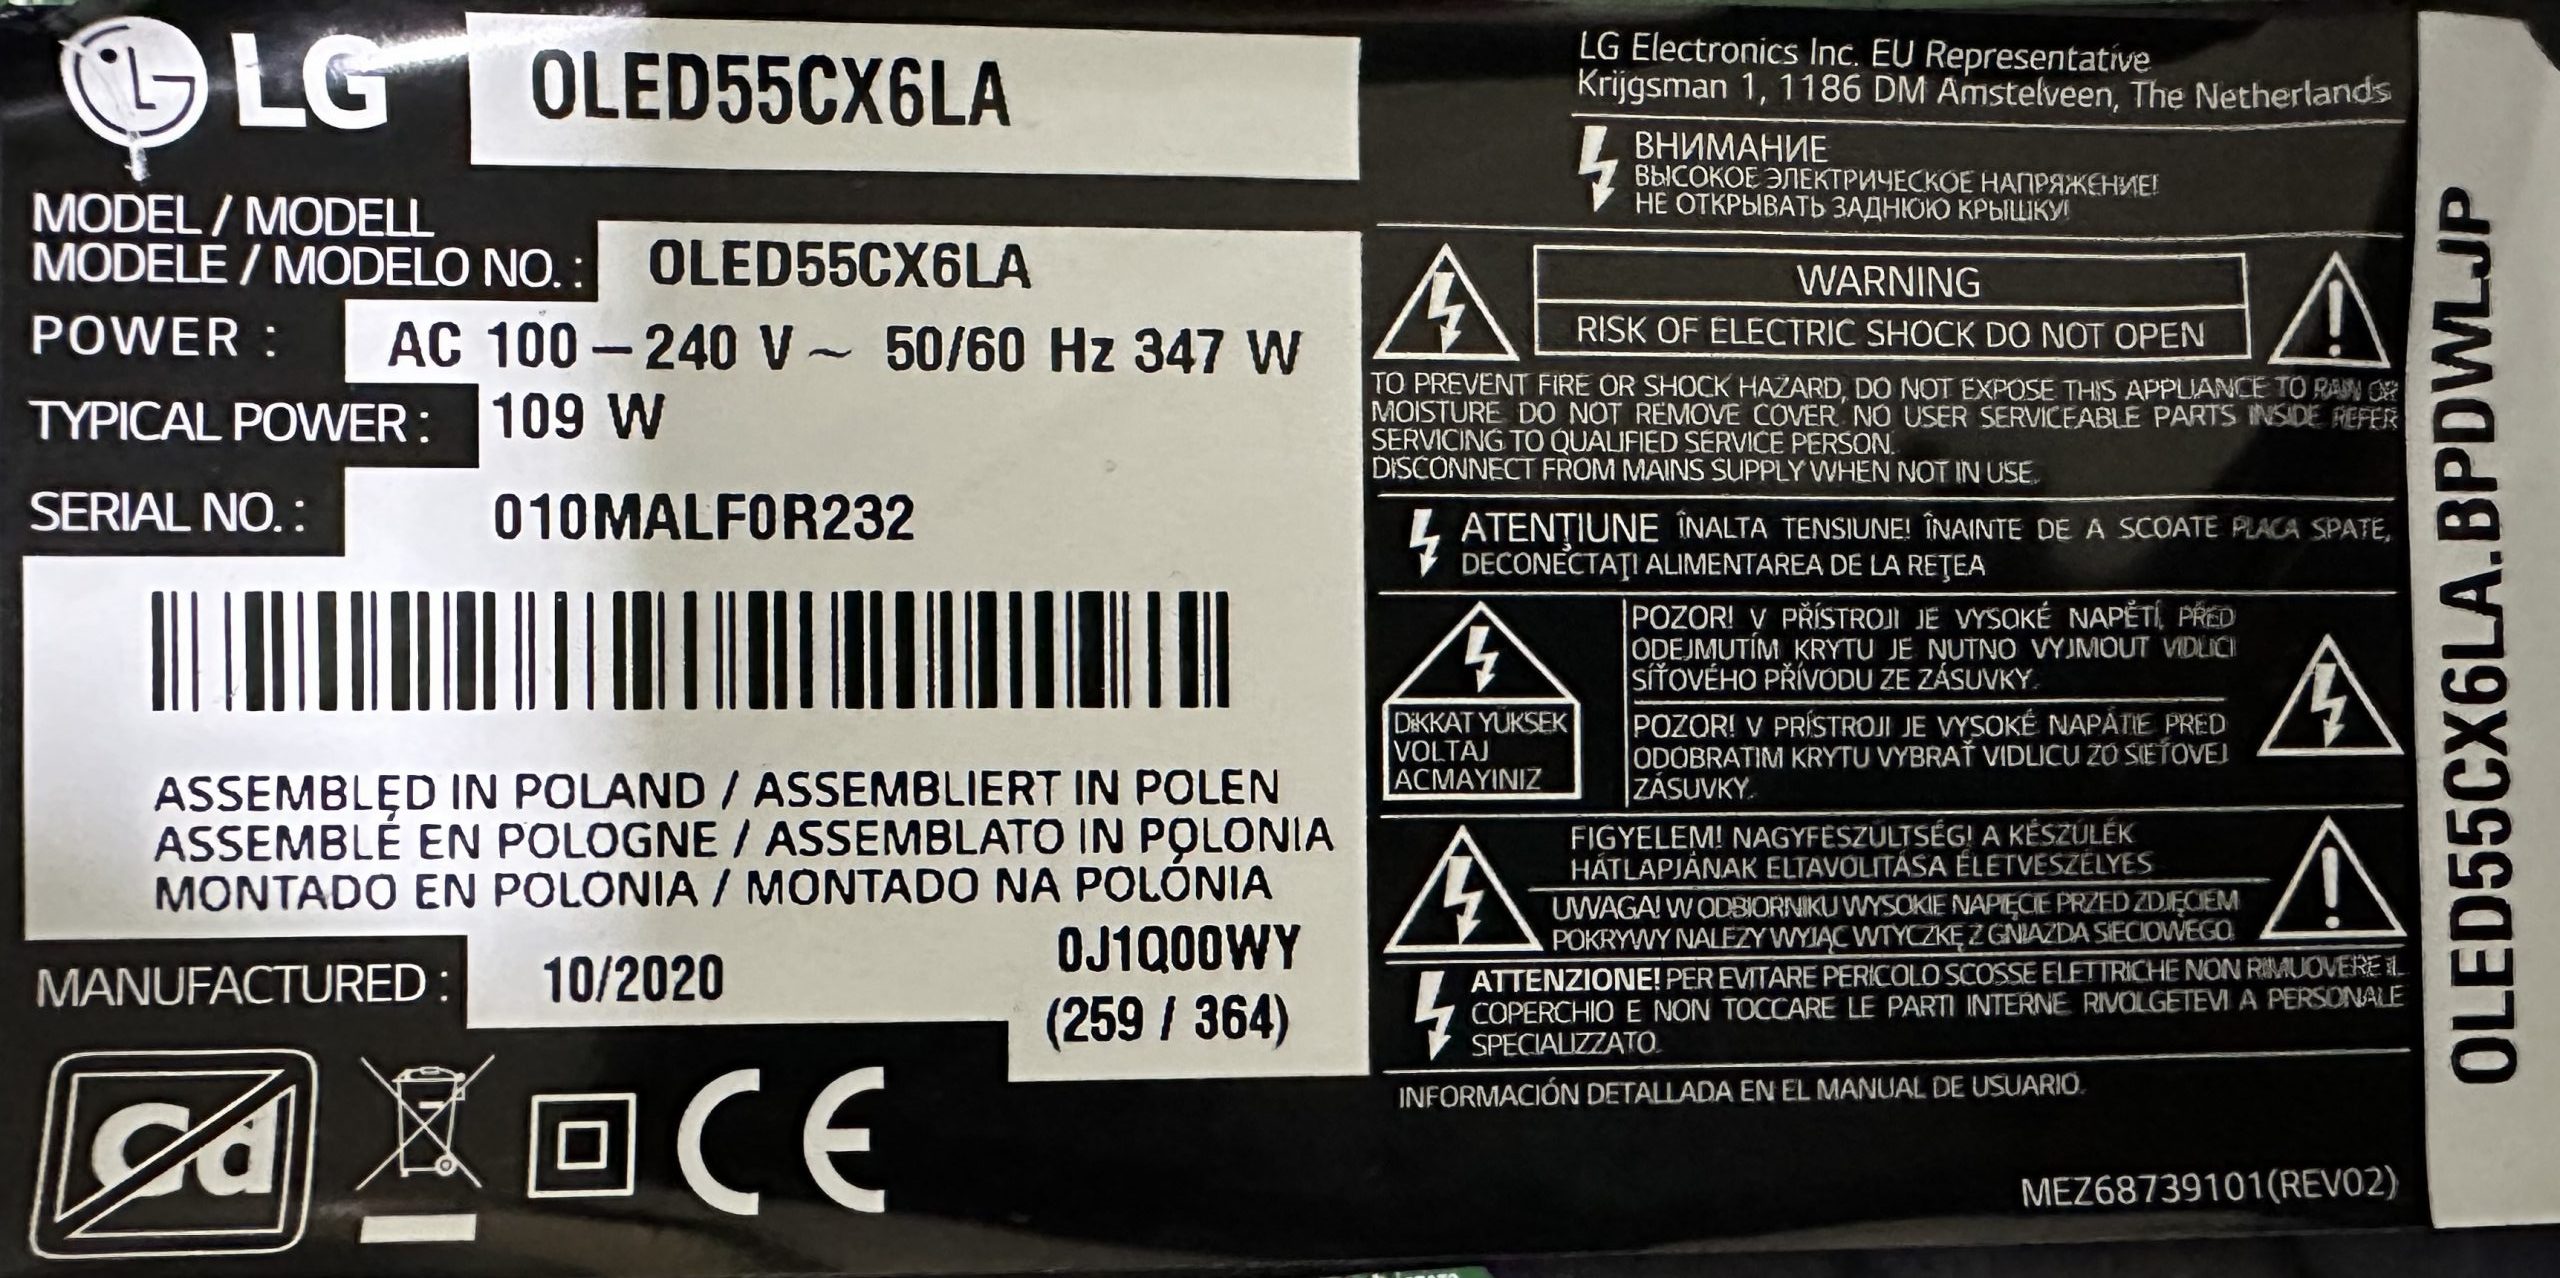 LG
OLED55CX6LA
MODEL / MODELL
MODELE / MODELO NO. : OLED55CX6LA
POWER : AC 100 – 240 V ~ 50/60 Hz 347 W
TYPICAL POWER : 109 W
SERIAL NO. : 010MALF0R232
ASSEMBLED IN POLAND / ASSEMBLIERT IN POLEN
ASSEMBLÉ EN POLOGNE / ASSEMBLATO IN POLONIA
MONTADO EN POLONIA / MONTADO NA POLÓNIA
MANUFACTURED : 10/2020
0J1Q00WY
(259 / 364)
Cd
CE
LG Electronics Inc. EU Representative
Krijgsman 1, 1186 DM Amstelveen, The Netherlands
ВНИМАНИЕ
ВЫСОКОЕ ЭЛЕКТРИЧЕСКОЕ НАПРЯЖЕНИЕ!
НЕ ОТКРЫВАТЬ ЗАДНЮЮ КРЫШКУ!
WARNING
RISK OF ELECTRIC SHOCK DO NOT OPEN
TO PREVENT FIRE OR SHOCK HAZARD, DO NOT EXPOSE THIS APPLIANCE TO RAIN OR
MOISTURE. DO NOT REMOVE COVER. NO USER SERVICEABLE PARTS INSIDE REFER
SERVICING TO QUALIFIED SERVICE PERSON.
DISCONNECT FROM MAINS SUPPLY WHEN NOT IN USE.
ATENȚIUNE ÎNALTA TENSIUNE! ÎNAINTE DE A SCOATE PLACA SPATE,
DECONECTAȚI ALIMENTAREA DE LA REȚEA
DİKKAT YÜKSEK
VOLTAJ
ACMAYINIZ
POZOR! V PŘÍSTROJI JE VYSOKÉ NAPĚTÍ, PŘED
ODEJMUTÍM KRYTU JE NUTNO VYJMOUT VIDLICI
SÍŤOVÉHO PŘÍVODU ZE ZÁSUVKY.
POZOR! V PRÍSTROJI JE VYSOKÉ NAPÄTIE PRED
ODOBRATIM KRYTU VYBRAŤ VIDLICU ZO SIEŤOVEJ
ZÁSUVKY.
FIGYELEM! NAGYFESZÜLTSÉG! A KÉSZÜLÉK
HÁTLAPJÁNAK ELTAVOLITÁSA ÉLETVESZÉLYES
UWAGA! W ODBIORNIKU WYSOKIE NAPIĘCIE PRZED ZDJĘCIEM
POKRYWY NALEŻY WYJĄC WTYCZKĘ Z GNIAZDA SIECIOWEGO.
ATTENZIONE! PER EVITARE PERICOLO SCOSSE ELETTRICHE NON RIMUOVERE IL
COPERCHIO E NON TOCCARE LE PARTI INTERNE. RIVOLGETEVI A PERSONALE
SPECIALIZZATO.
INFORMACIÓN DETALLADA EN EL MANUAL DE USUARIO.
MEZ68739101(REV02)
OLED55CX6LA.BPDWLJP